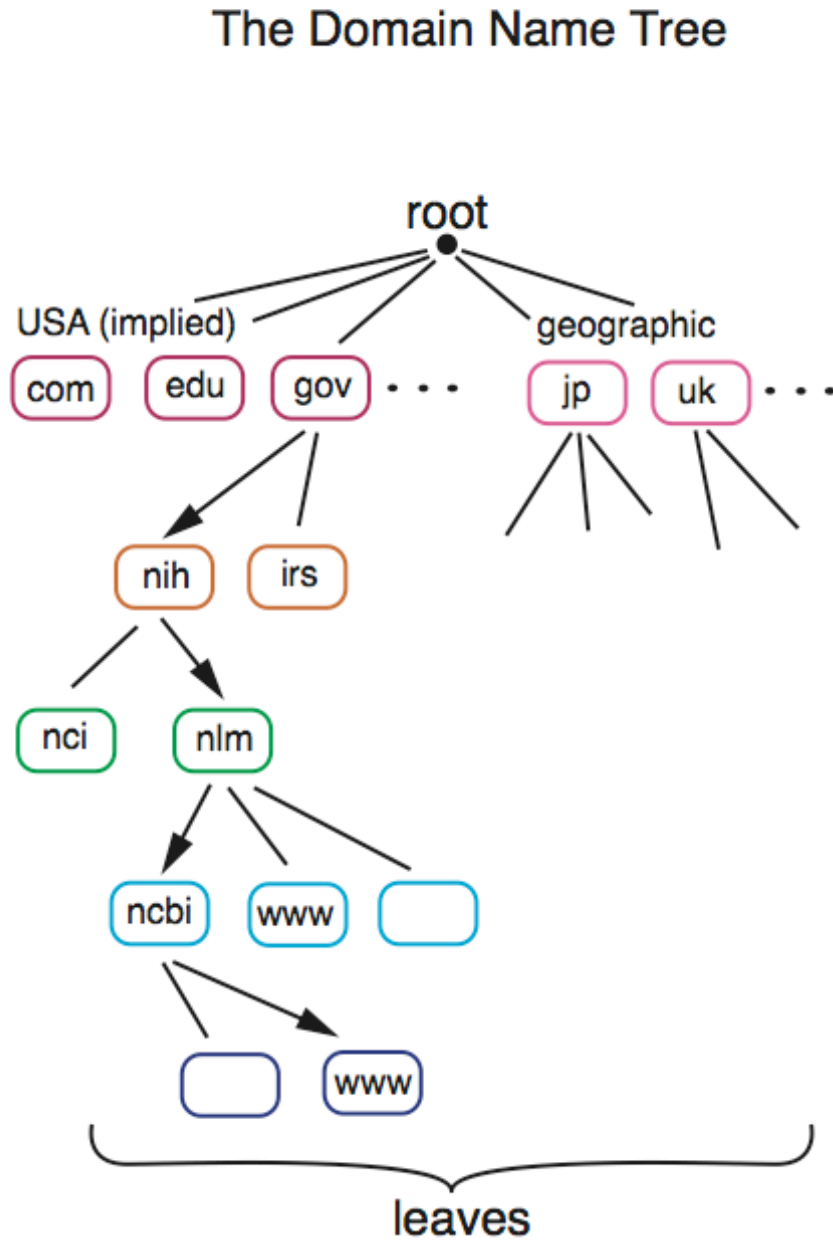 The Domain Name Tree
root
USA (implied)
geographic
com edu gov . . . jp uk . . .
nih irs
nci nlm
ncbi www
www
leaves